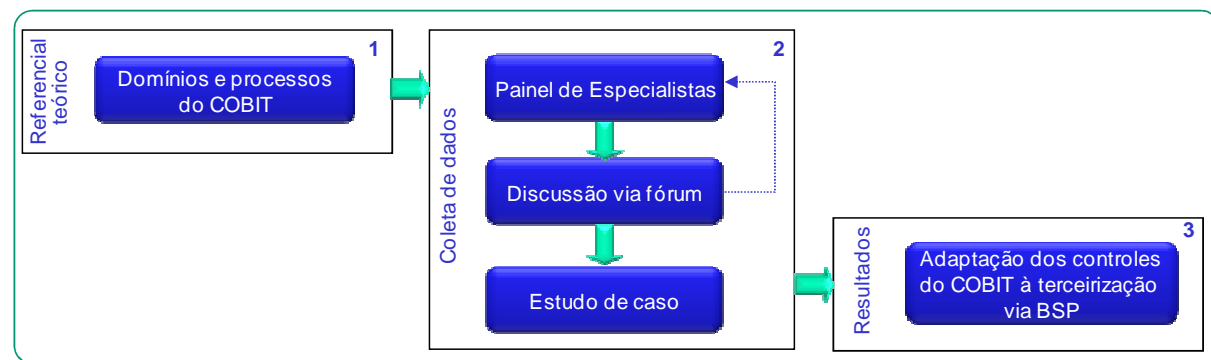 Referencial
teórico
1
Domínios e processos
do COBIT
Coleta de dados
2
Painel de Especialistas
Discussão via fórum
Estudo de caso
Resultados
3
Adaptação dos controles
do COBIT à terceirização
via BSP